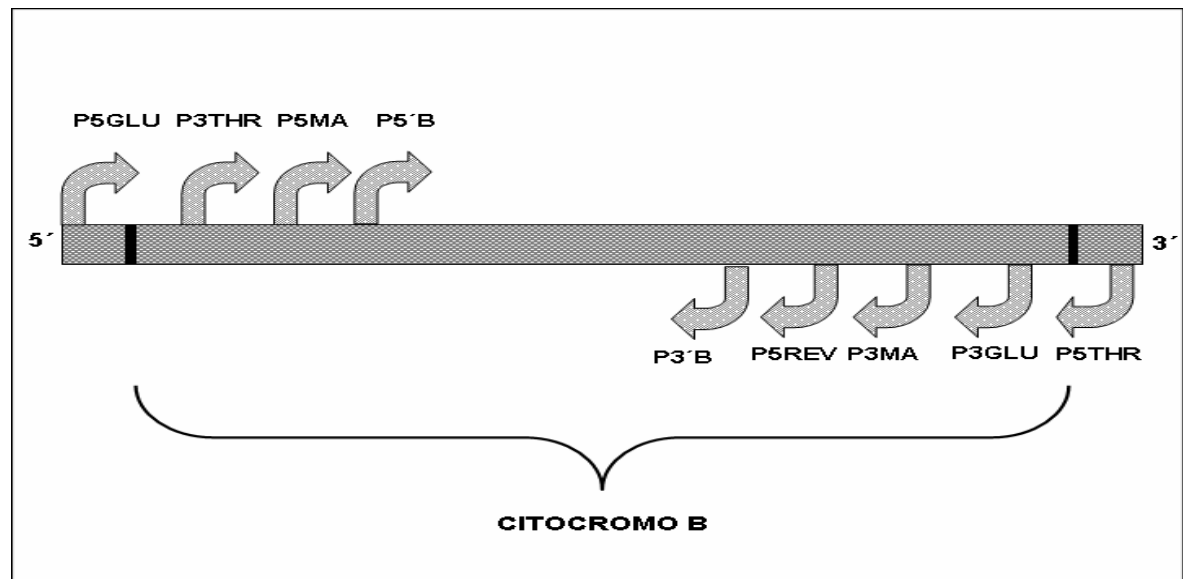 P5GLU P3THR P5MA P5´B
5´ 3´
P3´B P5REV P3MA P3GLU P5THR
CITOCROMO B